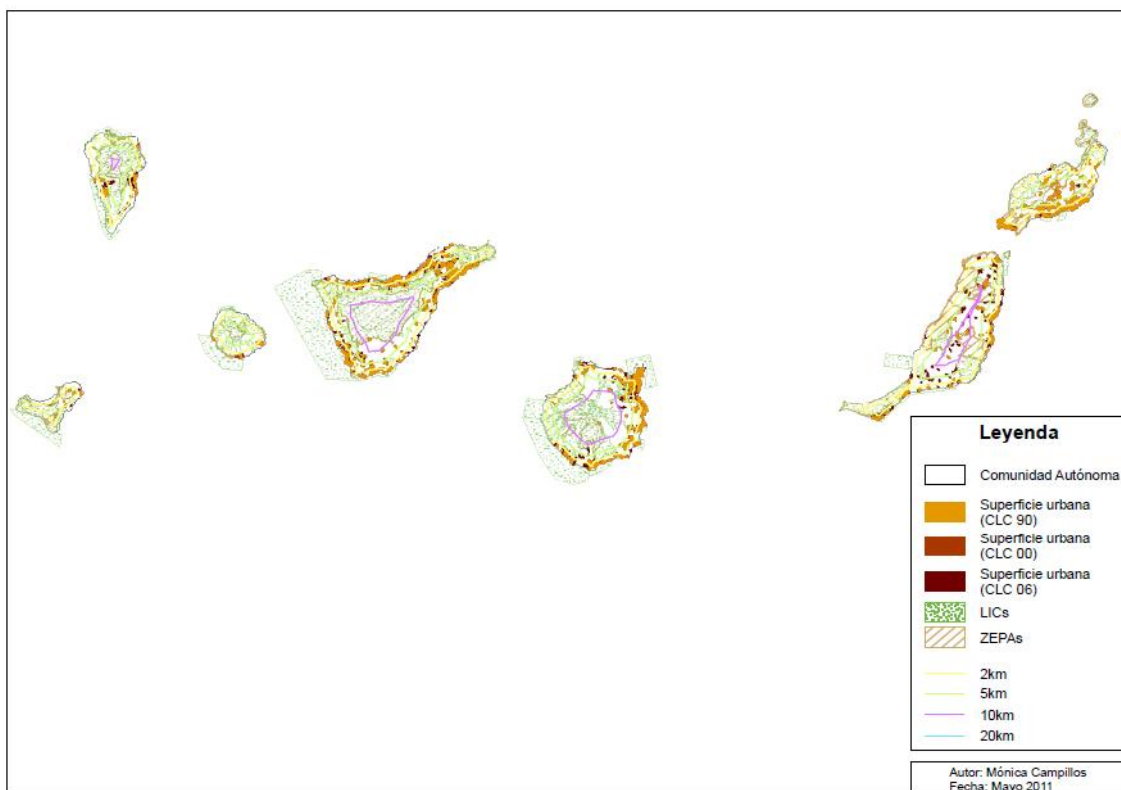 Leyenda
Comunidad Autónoma
Superficie urbana
(CLC 90)
Superficie urbana
(CLC 00)
Superficie urbana
(CLC 06)
LICs
ZEPAs
2km
5km
10km
20km
Autor: Mónica Campillos
Fecha: Mayo 2011